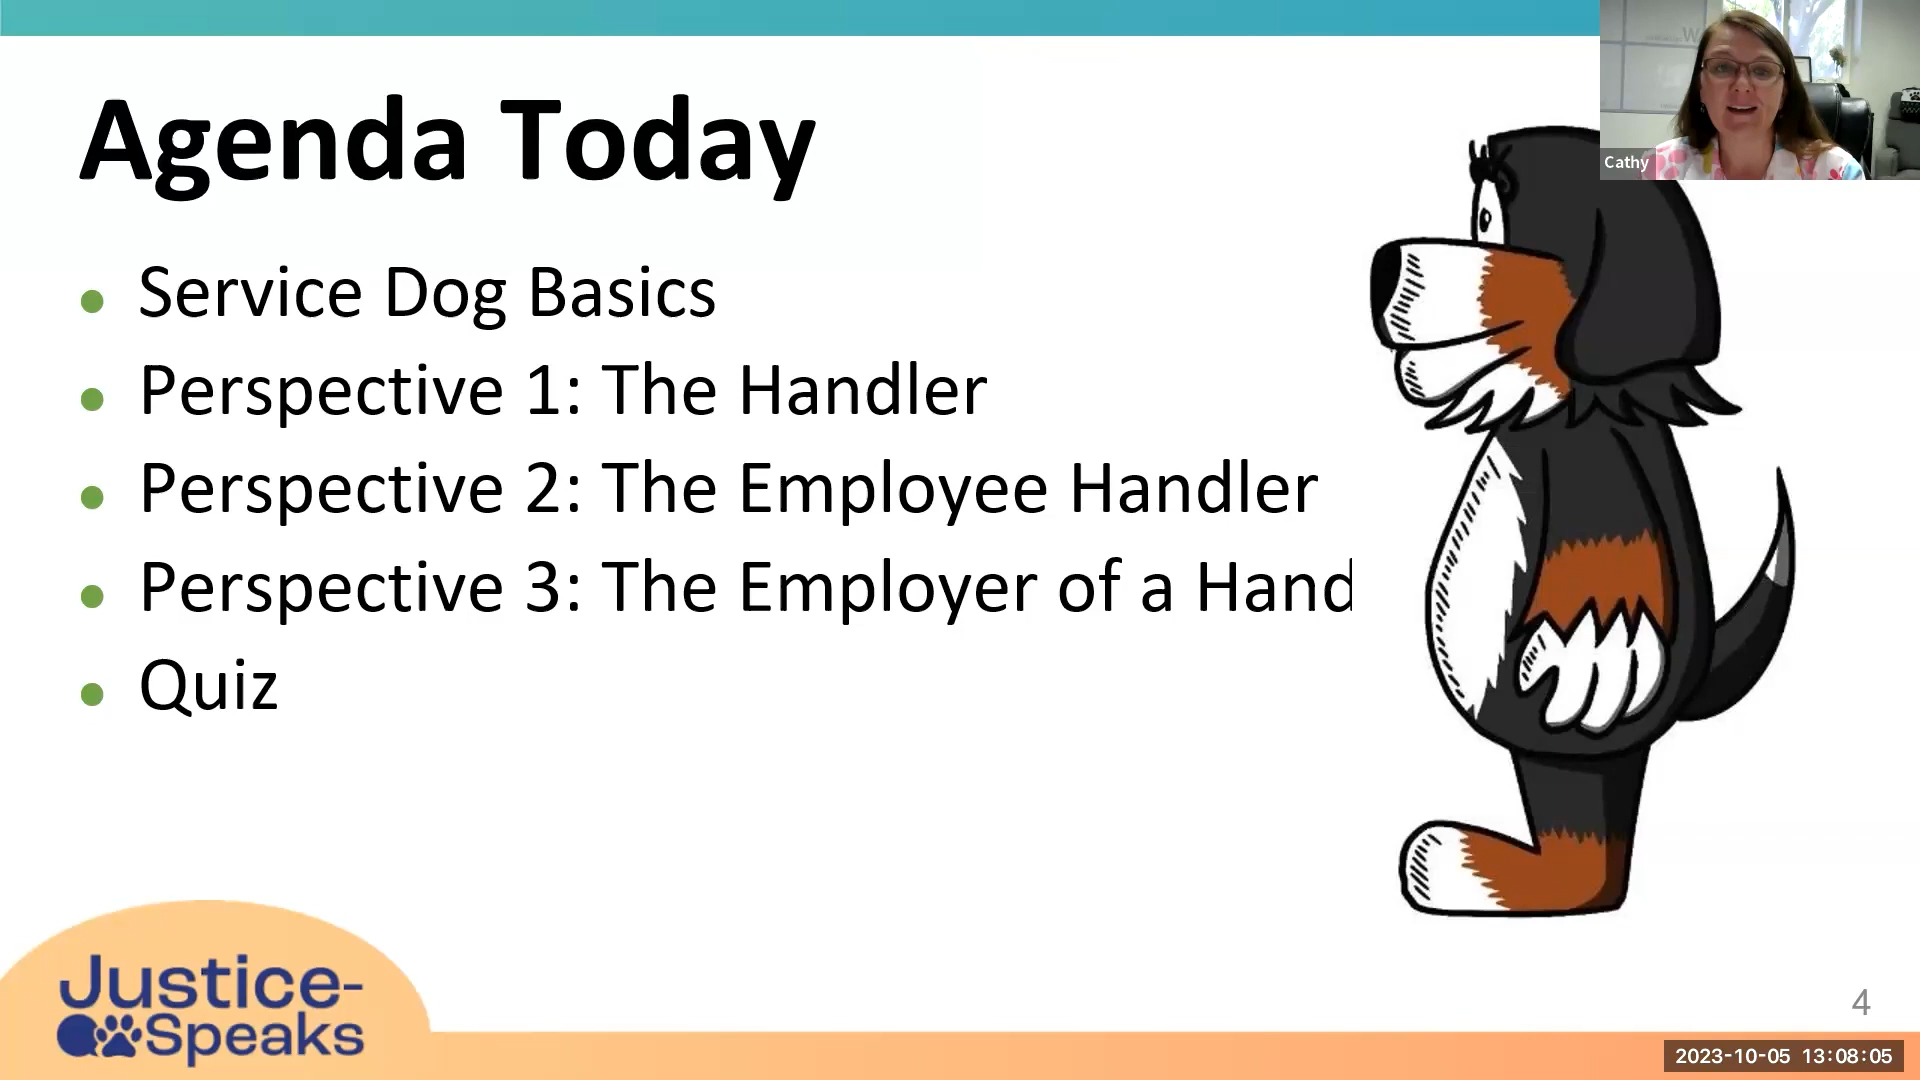 Agenda Today
Service Dog Basics
Perspective 1: The Handler
Perspective 2: The Employee Handler
Perspective 3: The Employer of a Hand
Quiz
Cathy
Justice-
Speaks
4
2023-10-05 13:08:05